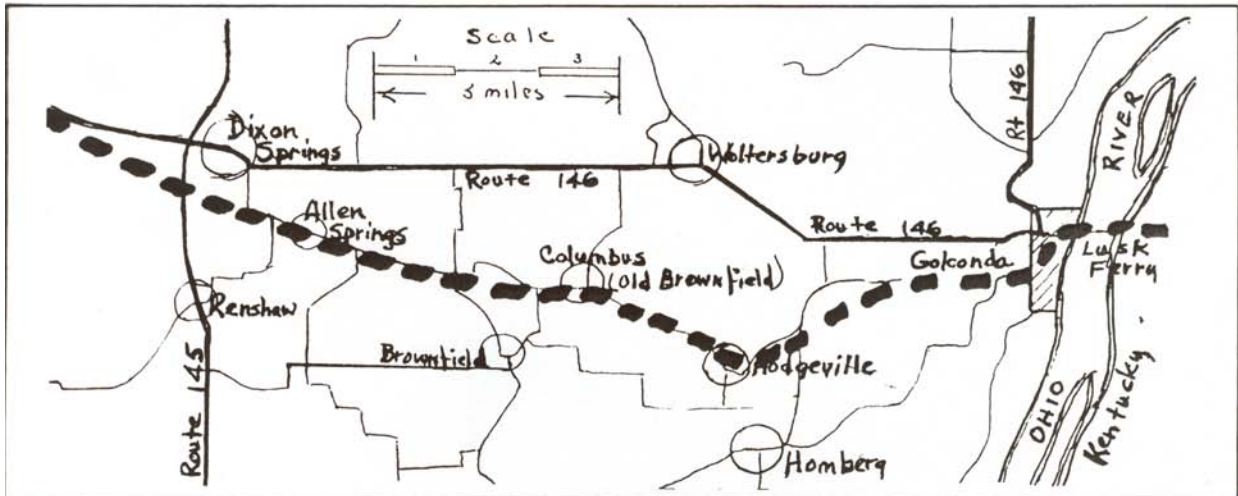 Scale
1 2 3
3 miles
Dixon
Springs
Woltersburg
Route 146
Rt 146
RIVER
Allen
Springs
Route 146
Columbus
(Old Brownfield)
Golconda
Lusk
Ferry
Renshaw
Brownfield
Hodgeville
Route 145
Homberg
OHIO
Kentucky